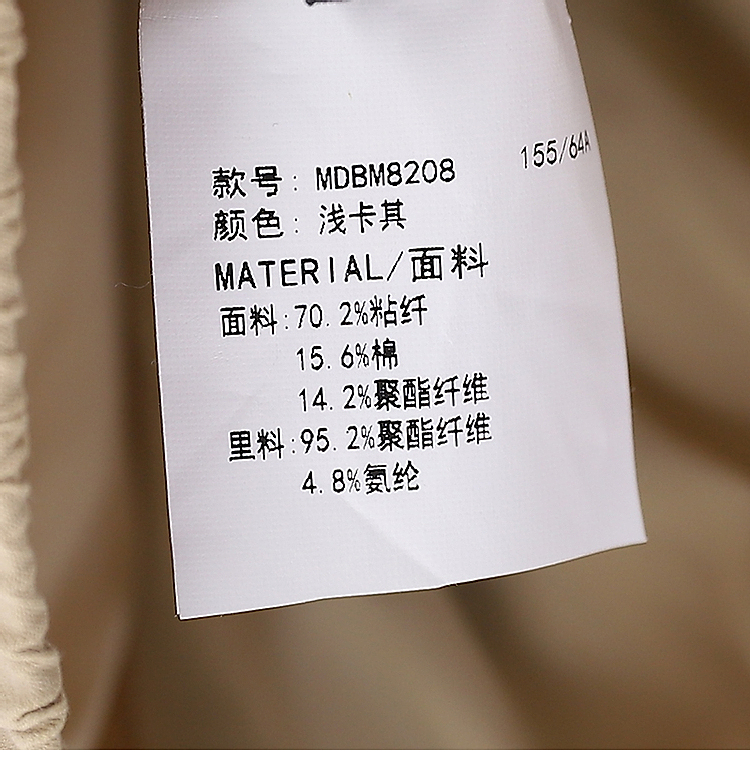 155/64A
款号: MDBM8208
颜色: 浅卡其
MATERIAL/面料
面料:70.2%粘纤
15.6%棉
14.2%聚酯纤维
里料:95.2%聚酯纤维
4.8%氨纶